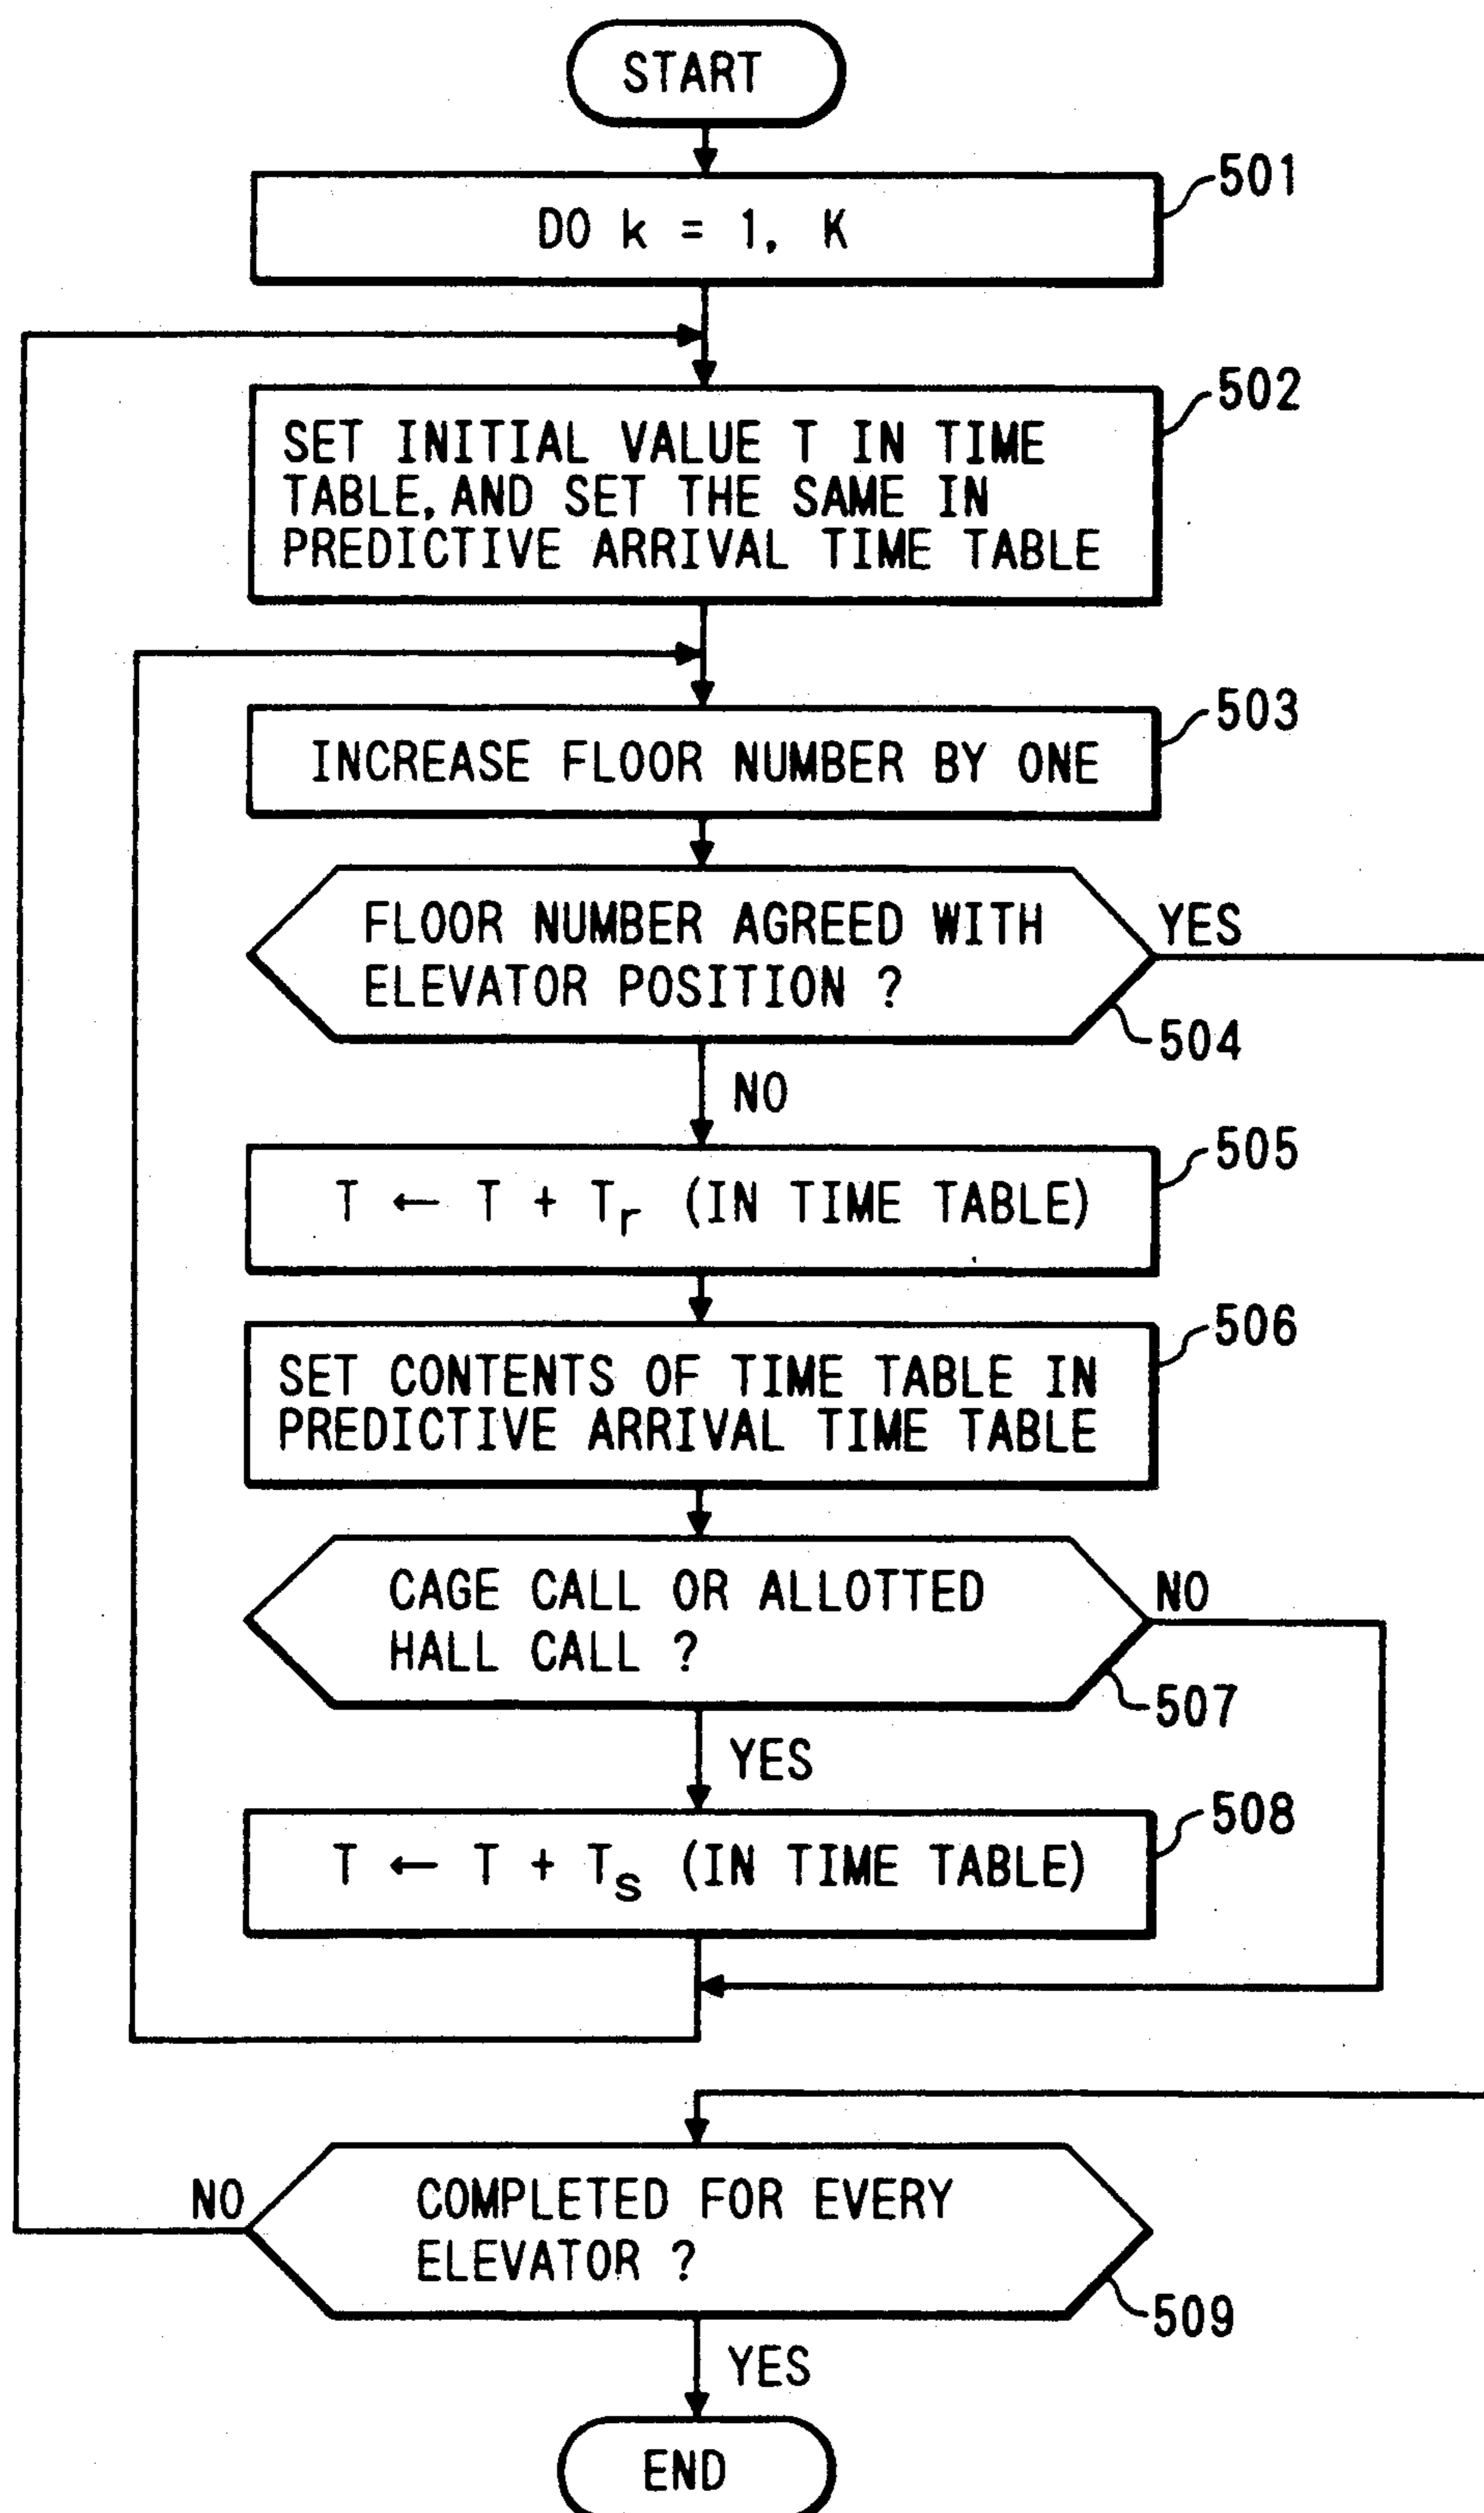 START
501
DO k = 1, K
502
SET INITIAL VALUE T IN TIME
TABLE, AND SET THE SAME IN
PREDICTIVE ARRIVAL TIME TABLE
503
INCREASE FLOOR NUMBER BY ONE
FLOOR NUMBER AGREED WITH
ELEVATOR POSITION ?
YES
504
NO
505
T ← T + Tr (IN TIME TABLE)
506
SET CONTENTS OF TIME TABLE IN
PREDICTIVE ARRIVAL TIME TABLE
CAGE CALL OR ALLOTTED
HALL CALL ?
NO
507
YES
508
T ← T + Ts (IN TIME TABLE)
NO
COMPLETED FOR EVERY
ELEVATOR ?
509
YES
END